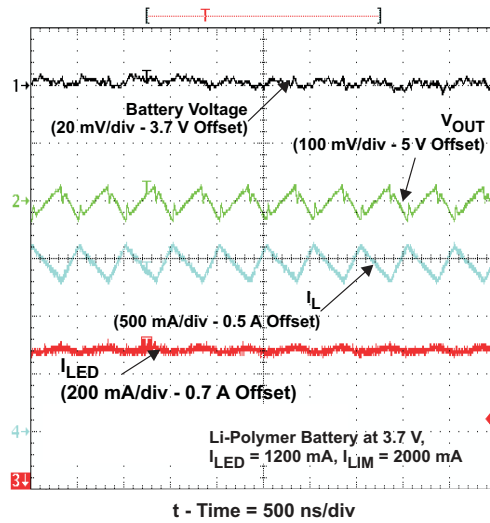 T
1
T
Battery Voltage
(20 mV/div - 3.7 V Offset)
VOUT
(100 mV/div - 5 V Offset)
2
T
IL
(500 mA/div - 0.5 A Offset)
T
ILED
(200 mA/div - 0.7 A Offset)
4
Li-Polymer Battery at 3.7 V,
ILED = 1200 mA, ILIM = 2000 mA
3
t - Time = 500 ns/div